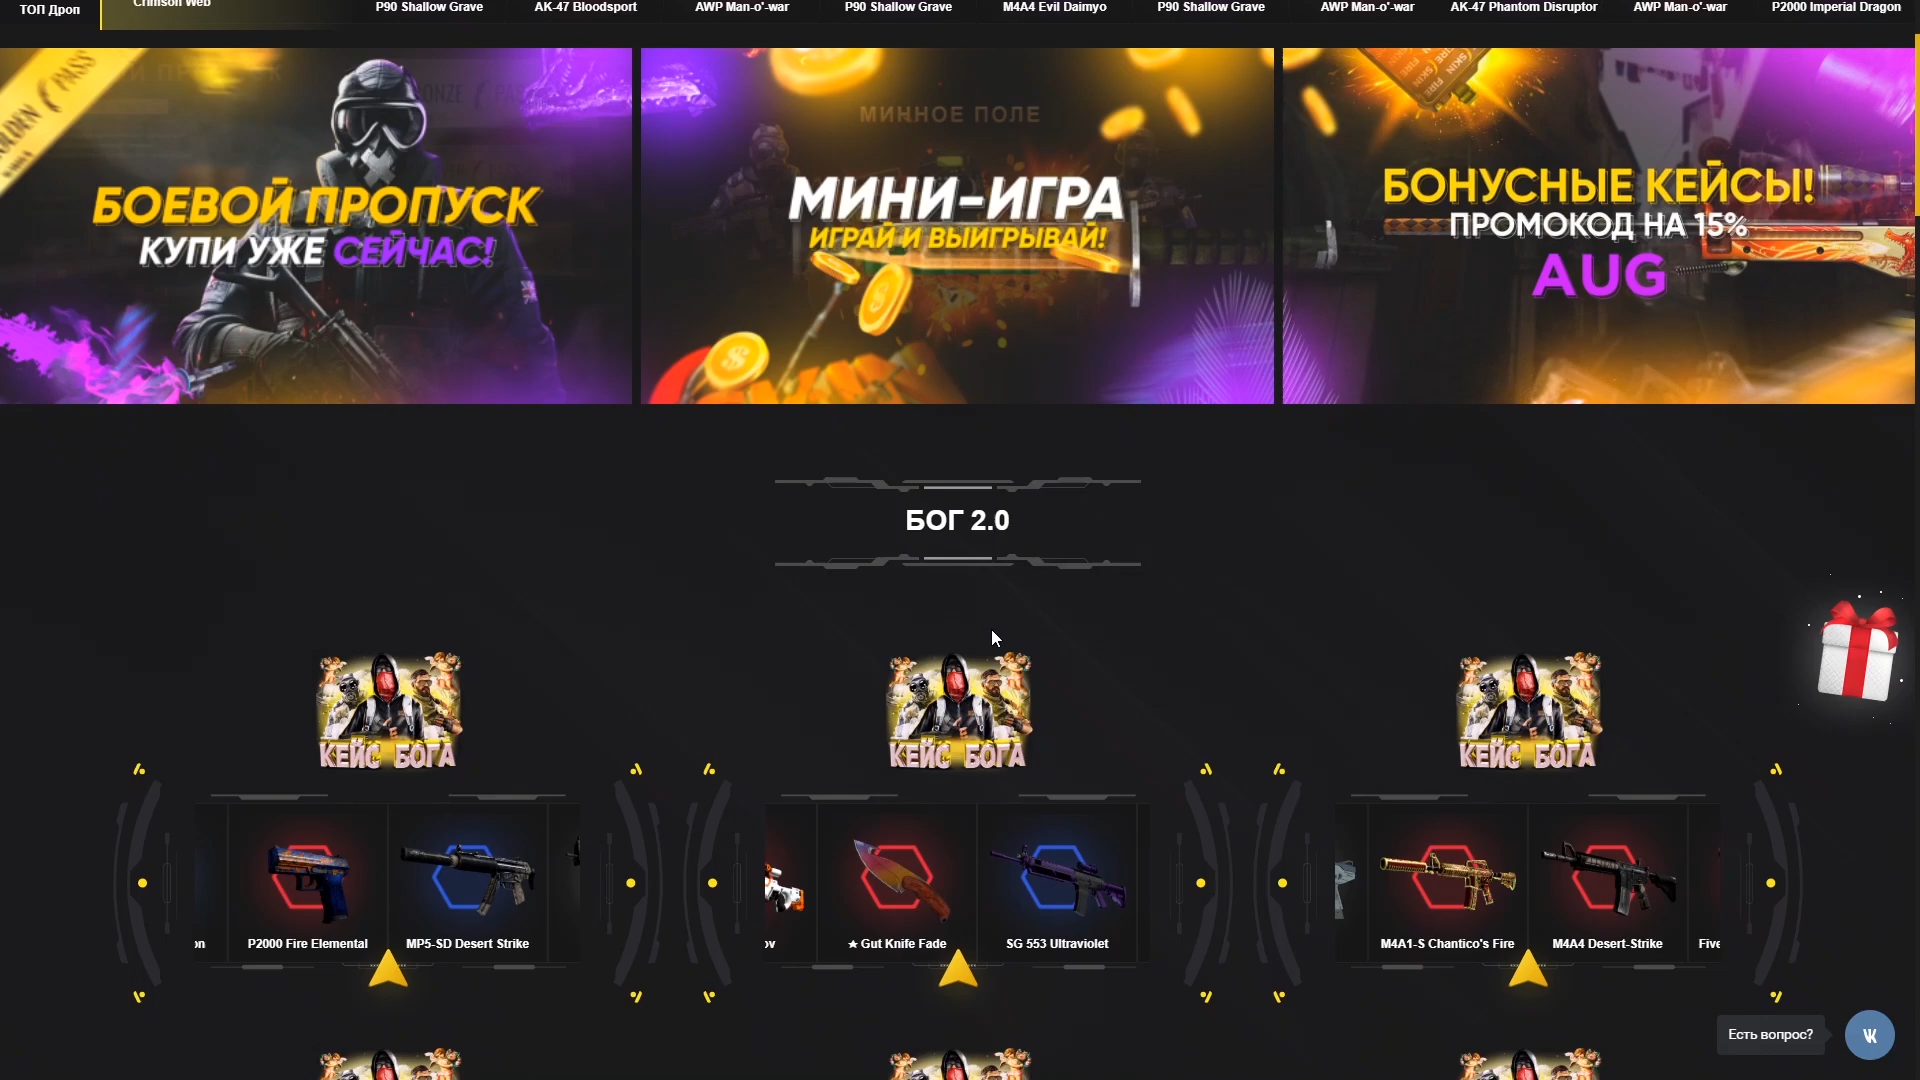 ТОП Дроп
Crimson Web
P90 Shallow Grave
AK-47 Bloodsport
AWP Man-o'-war
P90 Shallow Grave
M4A4 Evil Daimyo
P90 Shallow Grave
AWP Man-o'-war
AK-47 Phantom Disruptor
AWP Man-o'-war
P2000 Imperial Dragon
PASS
БОЕВОЙ ПРОПУСК
КУПИ УЖЕ СЕЙЧАС!
МИННОЕ ПОЛЕ
МИНИ-ИГРА
ИГРАЙ И ВЫИГРЫВАЙ!
БОНУСНЫЕ КЕЙСЫ!
ПРОМОКОД НА 15%
AUG
БОГ 2.0
КЕЙС БОГА
КЕЙС БОГА
КЕЙС БОГА
P2000 Fire Elemental
MP5-SD Desert Strike
★ Gut Knife Fade
SG 553 Ultraviolet
M4A1-S Chantico's Fire
M4A4 Desert-Strike
Five
Есть вопрос?